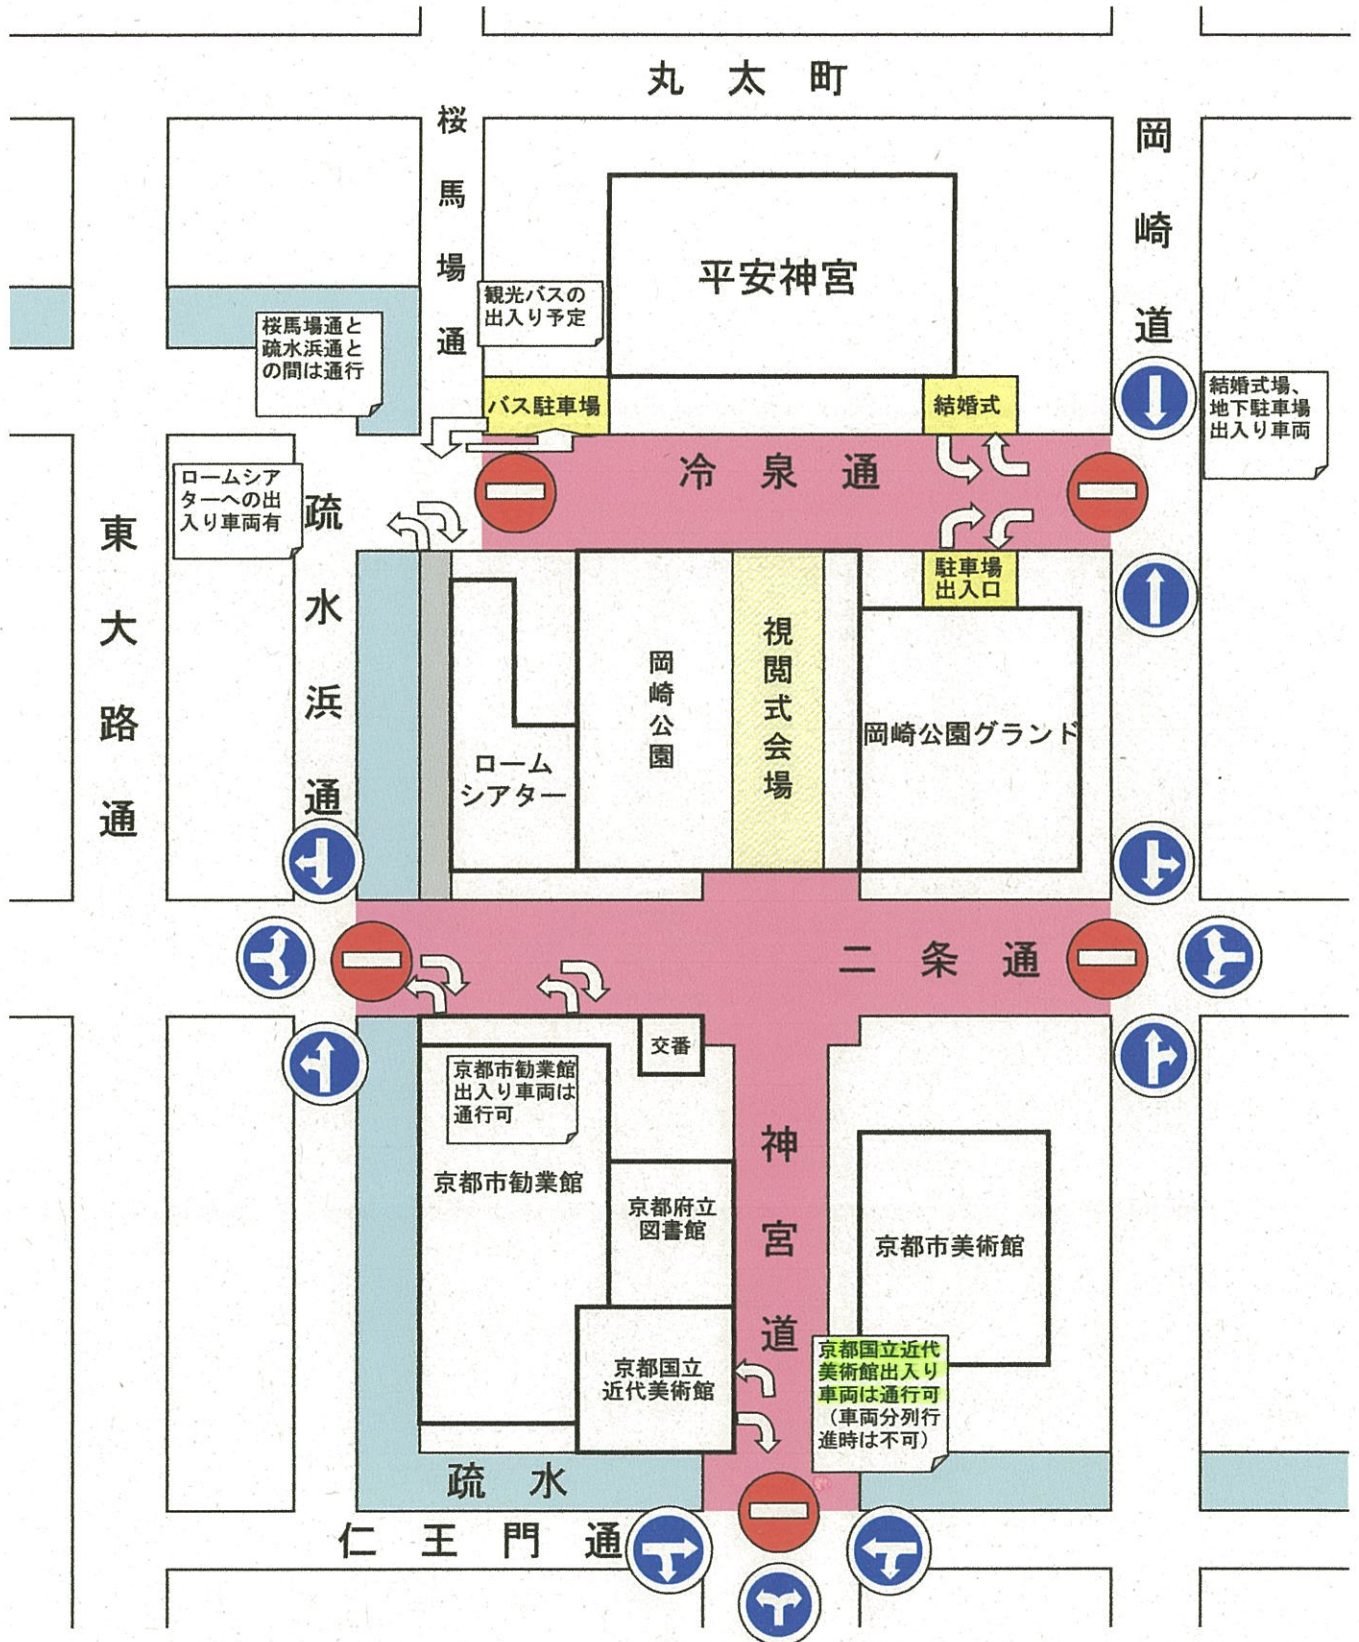 丸太町
桜馬場通
岡崎道
平安神宮
観光バスの
出入り予定
桜馬場通と
疏水浜通と
の間は通行
バス駐車場
結婚式
結婚式場、
地下駐車場
出入り車両
冷泉通
ロームシア
ターへの出
入り車両有
疏水浜通
東大路通
駐車場
出入口
岡崎公園
視閲式会場
岡崎公園グランド
ローム
シアター
二条通
交番
京都市勧業館
出入り車両は
通行可
京都市勧業館
京都府立
図書館
神宮道
京都市美術館
京都国立
近代美術館
京都国立近代
美術館出入り
車両は通行可
（車両分列行
進時は不可）
疏水
仁王門通